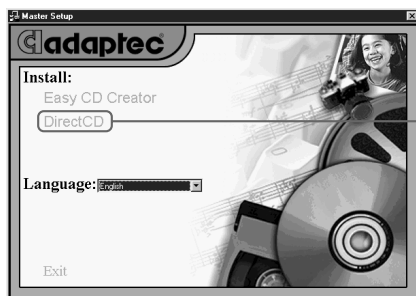 Master Setup
adaptec
Install:
Easy CD Creator
DirectCD
Language: English
Exit